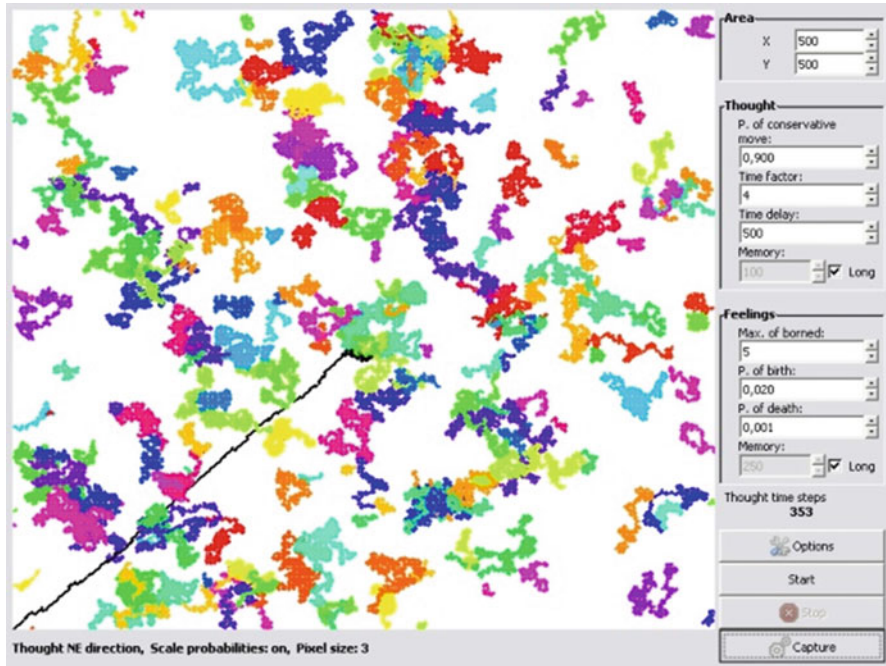 Area
X 500
Y 500
Thought
P. of conservative
move:
0,900
Time factor:
4
Time delay:
500
Memory:
100 Long
Feelings
Max. of borned:
5
P. of birth:
0,020
P. of death:
0,001
Memory:
250 Long
Thought time steps
353
Options
Start
Stop
Capture
Thought NE direction, Scale probabilities: on, Pixel size: 3